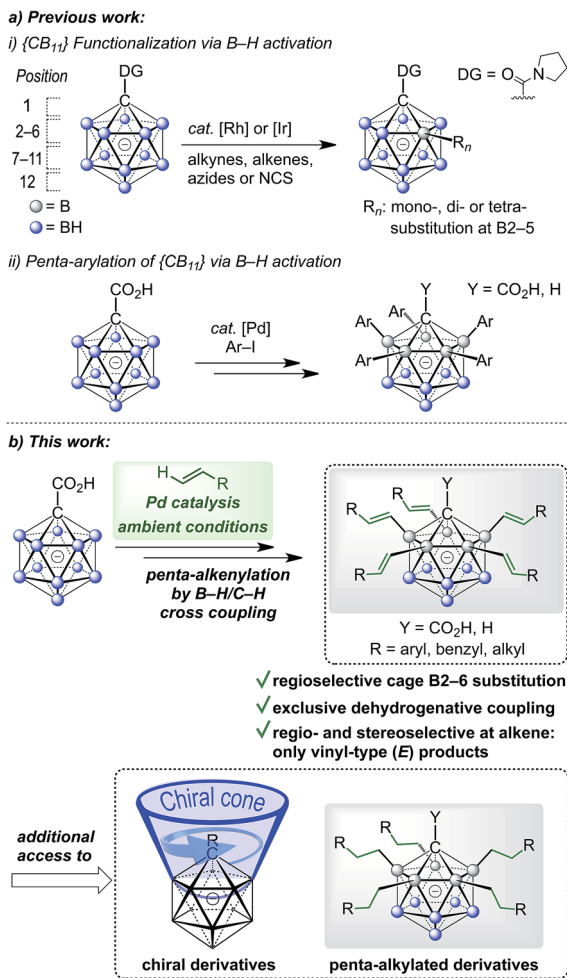 a) Previous work:
i) {CB11} Functionalization via B–H activation
Position
1
2–6
7–11
12
= B
= BH
DG
C
⊖
cat. [Rh] or [Ir]
alkynes, alkenes,
azides or NCS
DG
C
⊖
Rn
DG = O
N
Rn: mono-, di- or tetra-
substitution at B2–5
ii) Penta-arylation of {CB11} via B–H activation
CO2H
C
⊖
cat. [Pd]
Ar–I
Y
Y = CO2H, H
Ar
Ar
C
Ar
Ar
⊖
Ar
b) This work:
CO2H
C
⊖
H
R
Pd catalysis
ambient conditions
penta-alkenylation
by B–H/C–H
cross coupling
Y
R
R
C
R
R
⊖
R
Y = CO2H, H
R = aryl, benzyl, alkyl
✓ regioselective cage B2–6 substitution
✓ exclusive dehydrogenative coupling
✓ regio- and stereoselective at alkene:
only vinyl-type (E) products
additional
access to
Chiral cone
R
C
chiral derivatives
Y
R
R
C
R
R
⊖
R
penta-alkylated derivatives